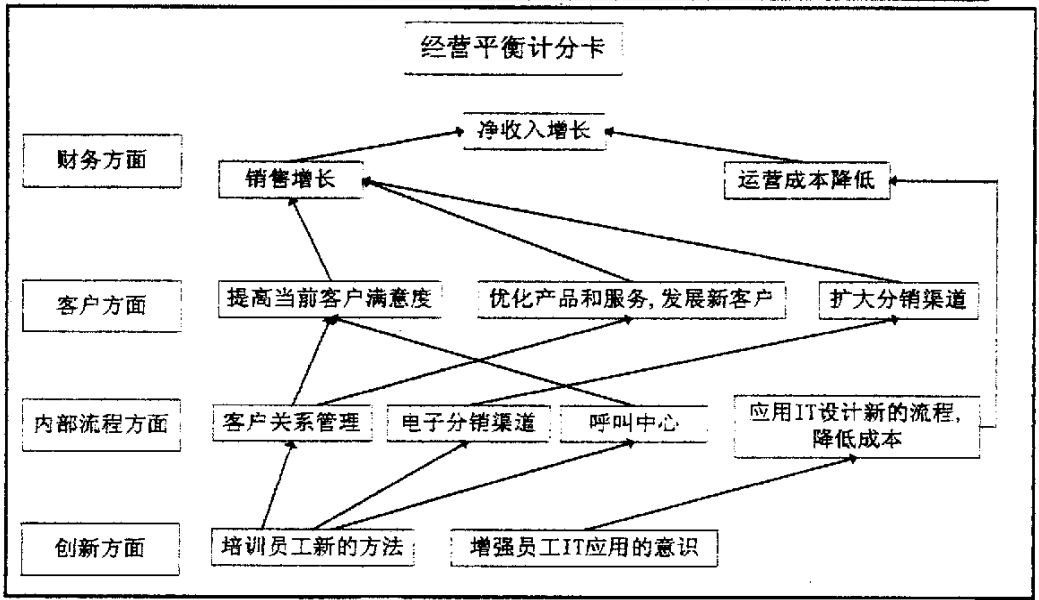 经营平衡计分卡
净收入增长
财务方面
销售增长
运营成本降低
客户方面
提高当前客户满意度
优化产品和服务,发展新客户
扩大分销渠道
内部流程方面
客户关系管理
电子分销渠道
呼叫中心
应用IT设计新的流程,
降低成本
创新方面
培训员工新的方法
增强员工IT应用的意识